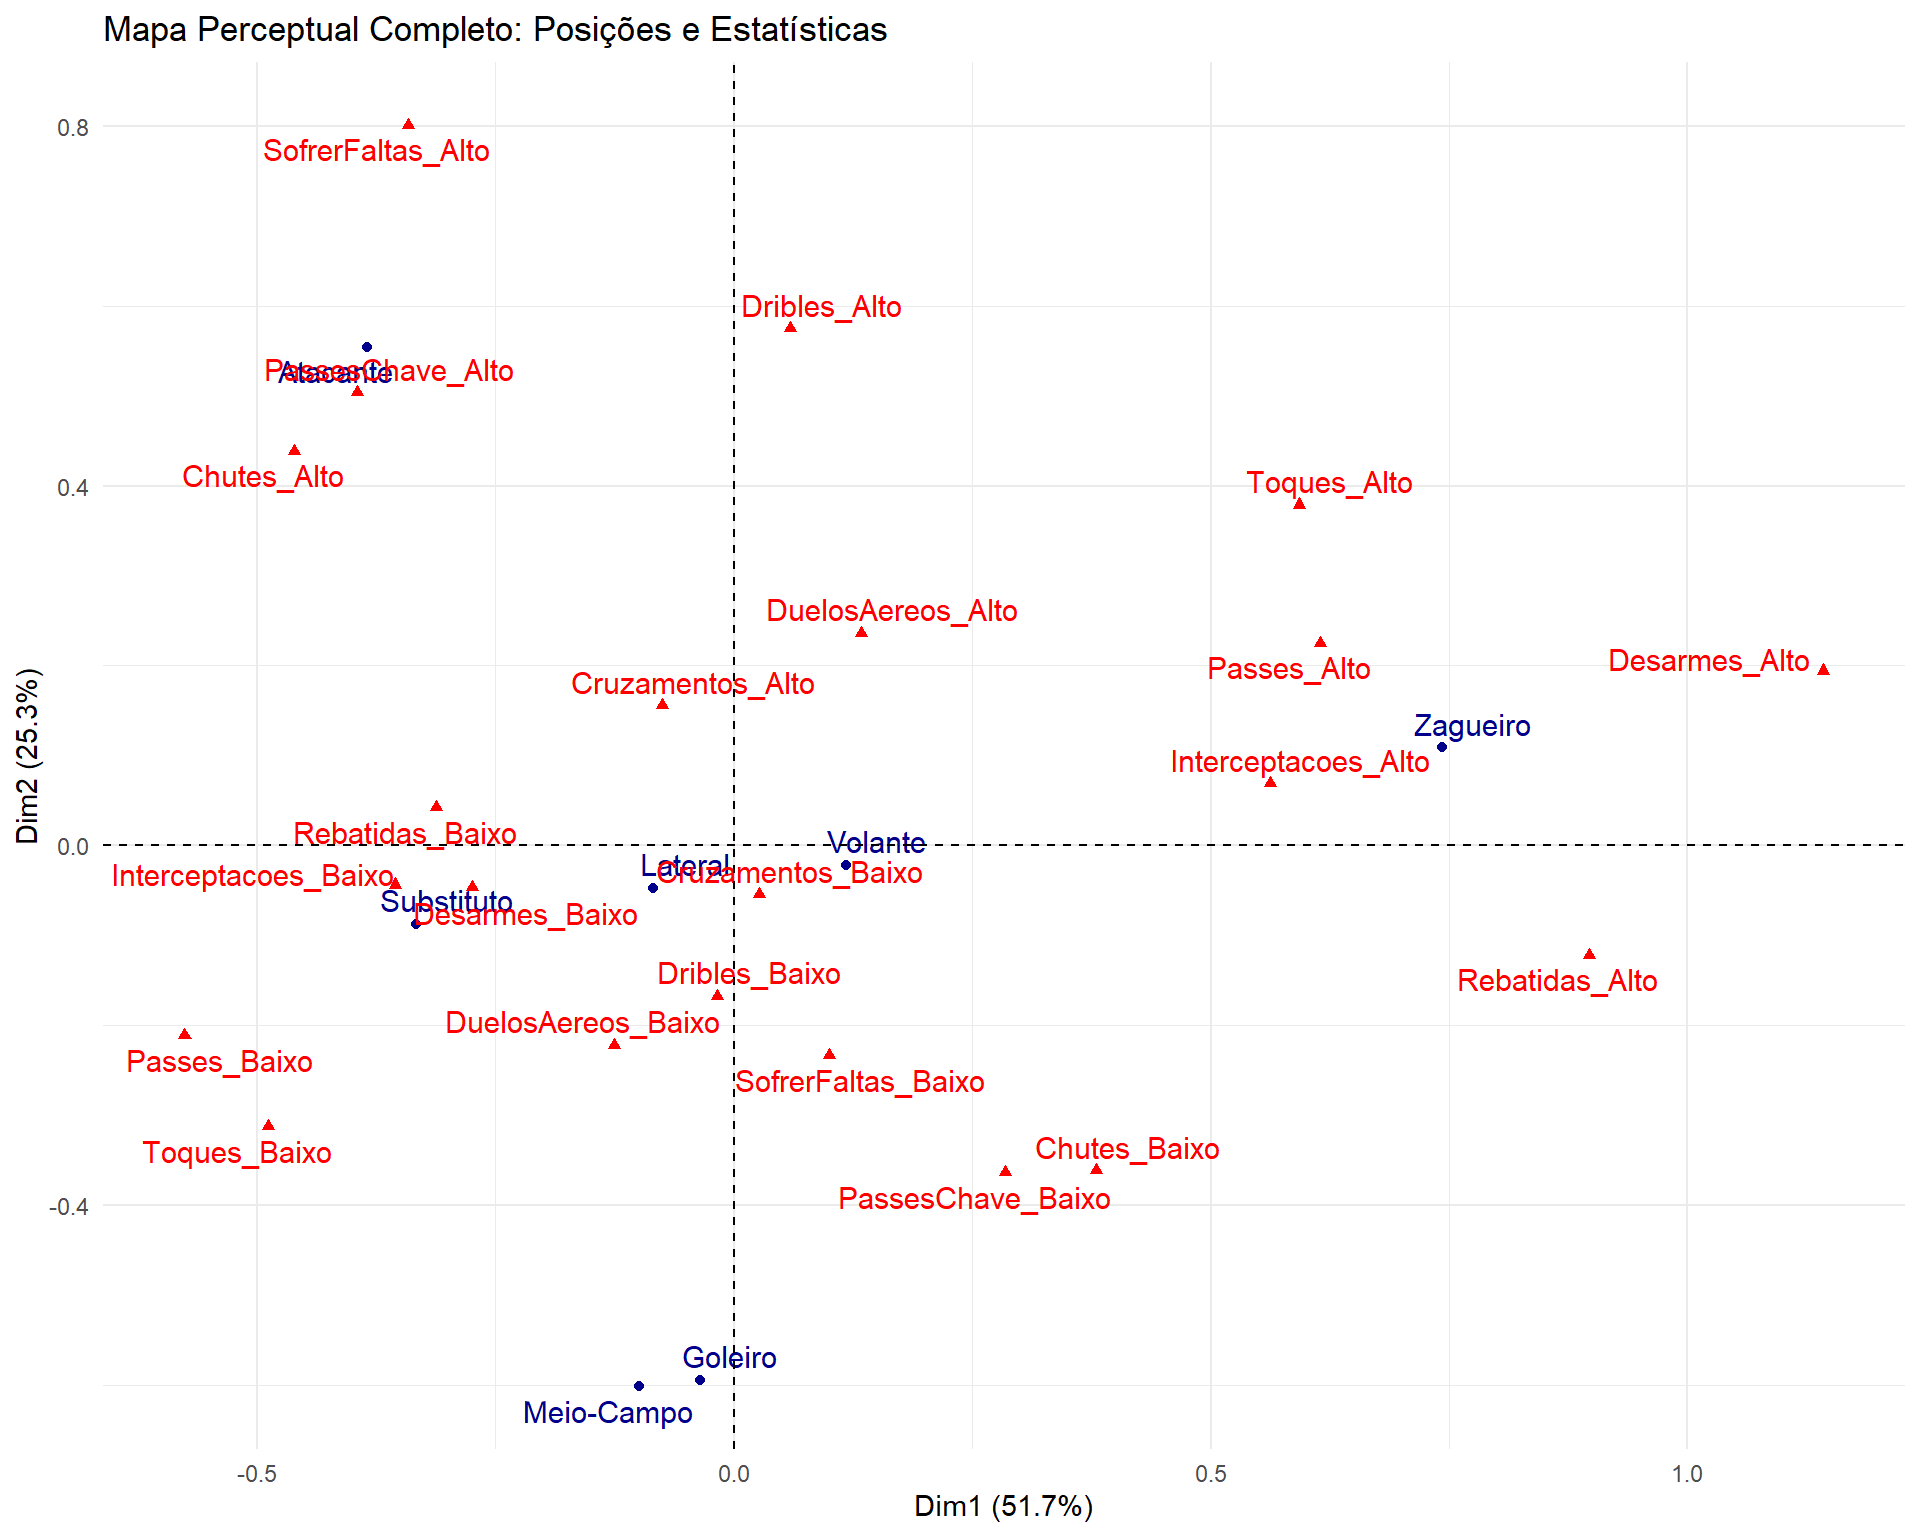 Mapa Perceptual Completo: Posições e Estatísticas
0.8
SofrerFaltas_Alto
Dribles_Alto
PassesChave_Alto
Atacante
Chutes_Alto
0.4
Toques_Alto
DuelosAereos_Alto
Desarmes_Alto
Passes_Alto
Cruzamentos_Alto
Zagueiro
Interceptacoes_Alto
Rebatidas_Baixo
0.0
Volante
Lateral
Cruzamentos_Baixo
Interceptacoes_Baixo
Substituto
Desarmes_Baixo
Dribles_Baixo
Rebatidas_Alto
DuelosAereos_Baixo
Passes_Baixo
SofrerFaltas_Baixo
Toques_Baixo
Chutes_Baixo
PassesChave_Baixo
-0.4
Goleiro
Meio-Campo
-0.5
0.0
0.5
1.0
Dim1 (51.7%)
Dim2 (25.3%)